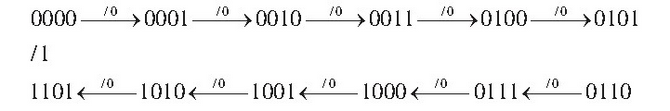 0000 —/0→ 0001 —/0→ 0010 —/0→ 0011 —/0→ 0100 —/0→ 0101
/1
1101 ←/0— 1010 ←/0— 1001 ←/0— 1000 ←/0— 0111 ←/0— 0110